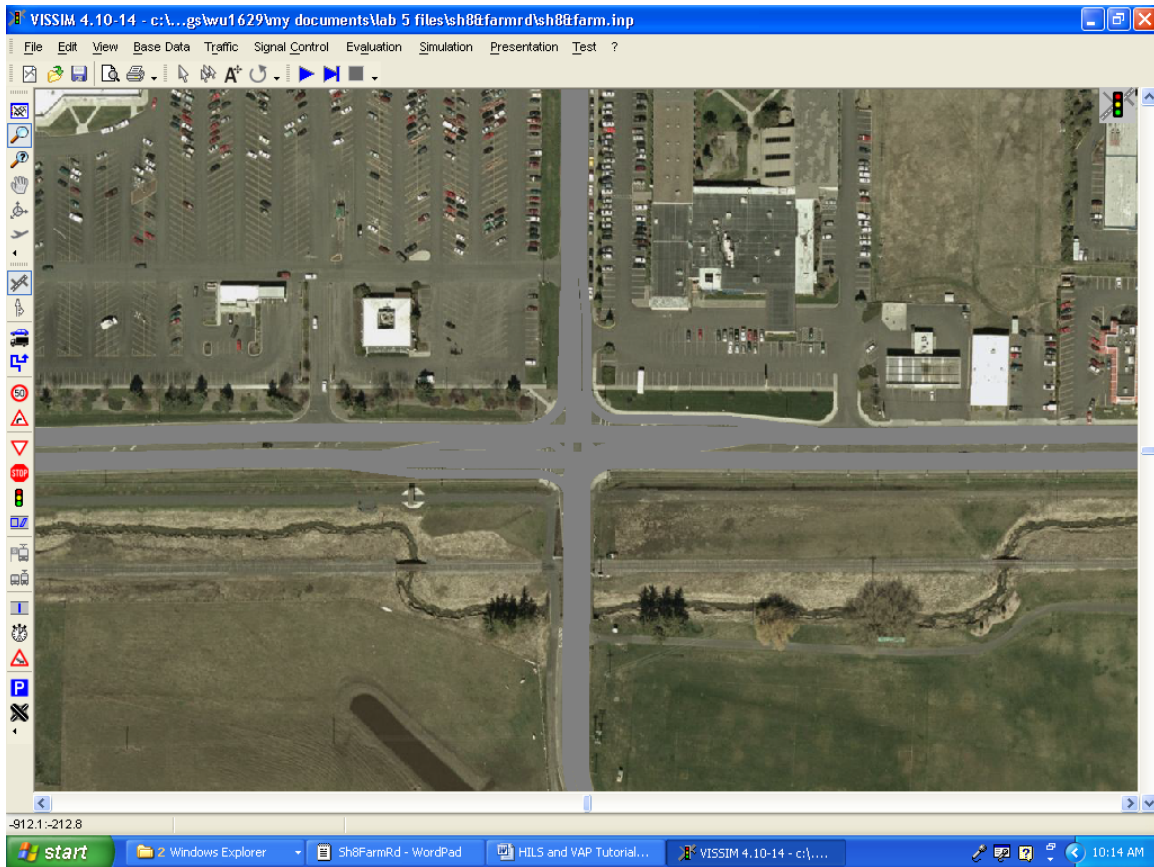 VISSIM 4.10-14 - c:\...gs\wu1629\my documents\lab 5 files\sh8&farmrd\sh8&farm.inp
File Edit View Base Data Traffic Signal Control Evaluation Simulation Presentation Test ?
A
50
STOP
P
-912.1:-212.8
start 2 Windows Explorer Sh8FarmRd - WordPad HILS and VAP Tutorial... VISSIM 4.10-14 - c:\.... 10:14 AM